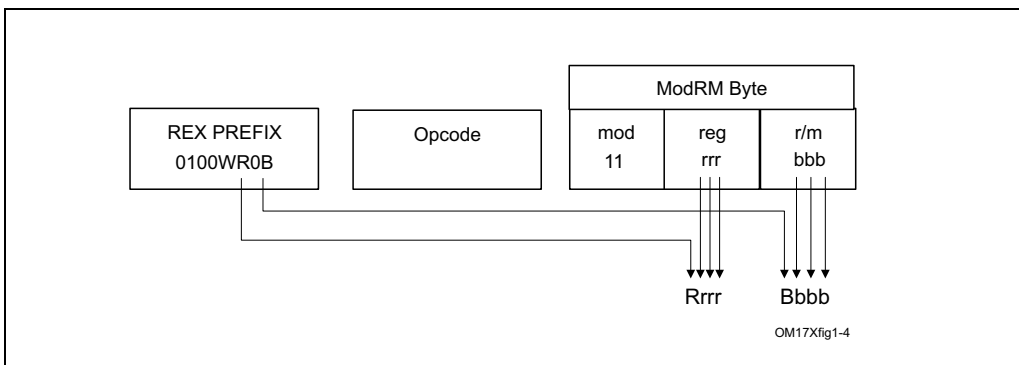 ModRM Byte
REX PREFIX
0100WR0B
Opcode
mod
11
reg
rrr
r/m
bbb
Rrrr
Bbbb
OM17Xfig1-4